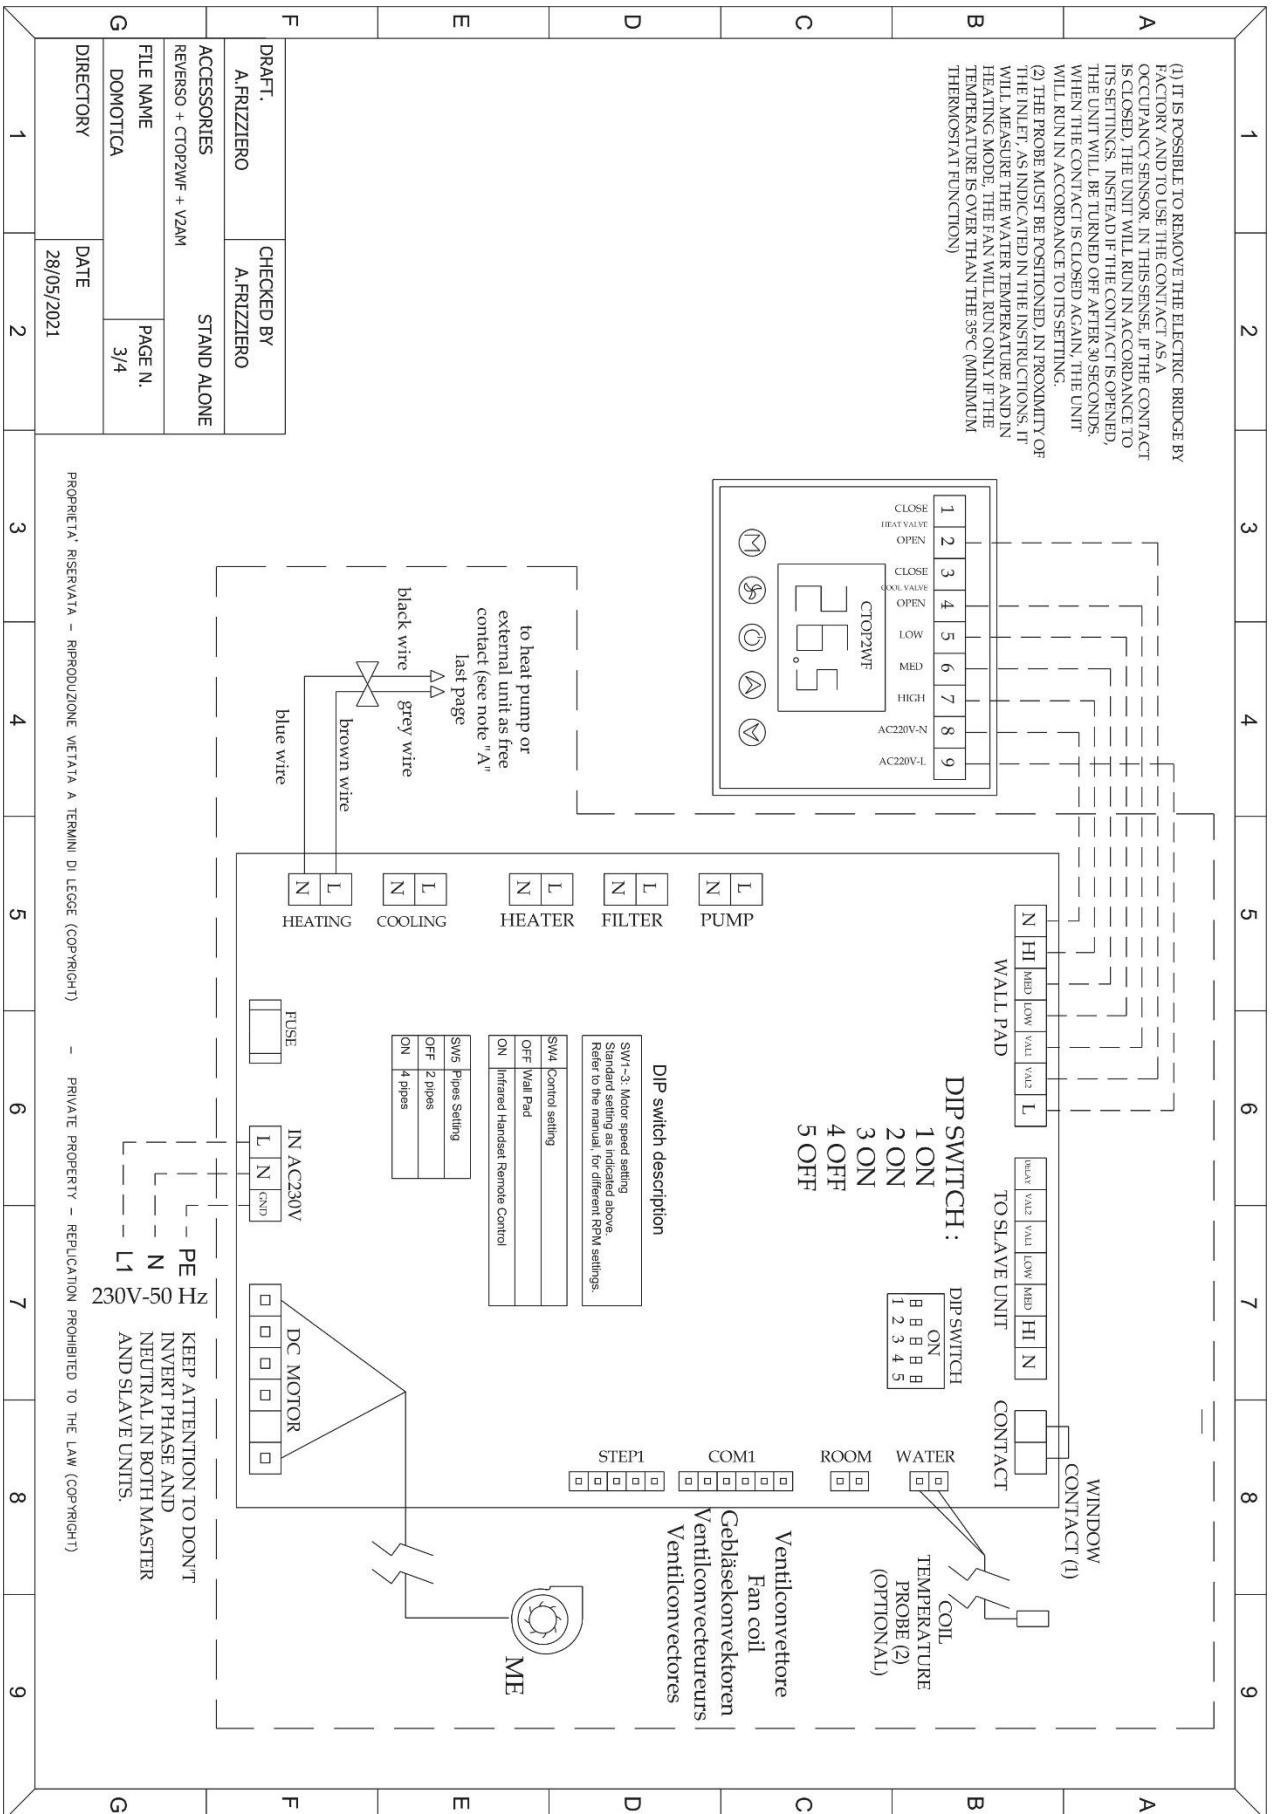 A
B
C
D
E
F
G
1
2
3
4
5
6
7
8
9
(1) IT IS POSSIBLE TO REMOVE THE ELECTRIC BRIDGE BY
FACTORY AND TO USE THE CONTACT AS A
OCCUPANCY SENSOR. IN THIS SENSE, IF THE CONTACT
IS CLOSED, THE UNIT WILL RUN IN ACCORDANCE TO
ITS SETTINGS. INSTEAD IF THE CONTACT IS OPENED,
THE UNIT WILL BE TURNED OFF AFTER 30 SECONDS.
WHEN THE CONTACT IS CLOSED AGAIN, THE UNIT
WILL RUN IN ACCORDANCE TO ITS SETTING.
(2) THE PROBE MUST BE POSITIONED, IN PROXIMITY OF
THE INLET, AS INDICATED IN THE INSTRUCTIONS. IT
WILL MEASURE THE WATER TEMPERATURE AND IN
HEATING MODE, THE FAN WILL RUN ONLY IF THE
TEMPERATURE IS OVER THAN THE 35°C (MINIMUM
THERMOSTAT FUNCTION)
1 2 3 4 5 6 7 8 9
CLOSE
HEAT VALVE
OPEN
CLOSE
COOL VALVE
OPEN
LOW
MED
HIGH
AC220V-N
AC220V-L
CTOP2WF
26.5
M
N HI MED LOW VAL1 VAL2 L
WALL PAD
DELAY VAL2 VAL1 LOW MED HI N
TO SLAVE UNIT
CONTACT
WINDOW
CONTACT (1)
DIP SWITCH :
1 ON
2 ON
3 ON
4 OFF
5 OFF
DIP SWITCH
ON
1 2 3 4 5
WATER
ROOM
COM1
STEP1
COIL
TEMPERATURE
PROBE (2)
(OPTIONAL)
Ventilconvettore
Fan coil
Gebläsekonvektoren
Ventilconvecteureurs
Ventilconvectores
ME
DIP switch description
SW1~3: Motor speed setting
Standard setting as indicated above.
Refer to the manual, for different RPM settings.
SW4 Control setting
OFF Wall Pad
ON Infrared Handset Remote Control
SW5 Pipes Setting
OFF 2 pipes
ON 4 pipes
L N
PUMP
L N
FILTER
L N
HEATER
L N
COOLING
L N
HEATING
to heat pump or
external unit as free
contact (see note "A"
last page
black wire
grey wire
brown wire
blue wire
FUSE
IN AC230V
L N GND
DC MOTOR
PE
N
L1
230V-50 Hz
KEEP ATTENTION TO DON'T
INVERT PHASE AND
NEUTRAL IN BOTH MASTER
AND SLAVE UNITS.
DRAFT.
A.FRIZZIERO
CHECKED BY
A.FRIZZIERO
ACCESSORIES
STAND ALONE
REVERSO + CTOP2WF + V2AM
FILE NAME
DOMOTICA
PAGE N.
3/4
DIRECTORY
DATE
28/05/2021
PROPRIETA' RISERVATA – RIPRODUZIONE VIETATA A TERMINI DI LEGGE (COPYRIGHT) – PRIVATE PROPERTY – REPLICATION PROHIBITED TO THE LAW (COPYRIGHT)
1
2
3
4
5
6
7
8
9
A
B
C
D
E
F
G